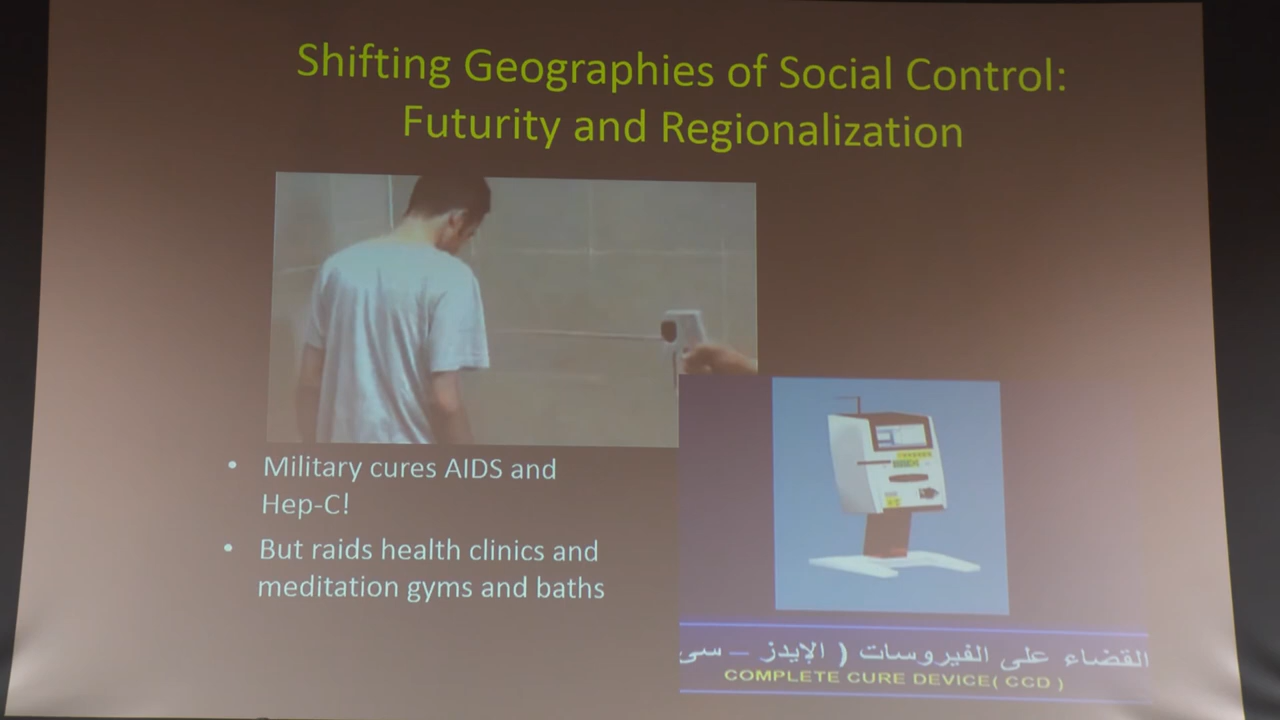 Shifting Geographies of Social Control:
Futurity and Regionalization
• Military cures AIDS and
Hep-C!
• But raids health clinics and
meditation gyms and baths
القضاء على الفيروسات ( الإيدز – سى
COMPLETE CURE DEVICE( CCD )